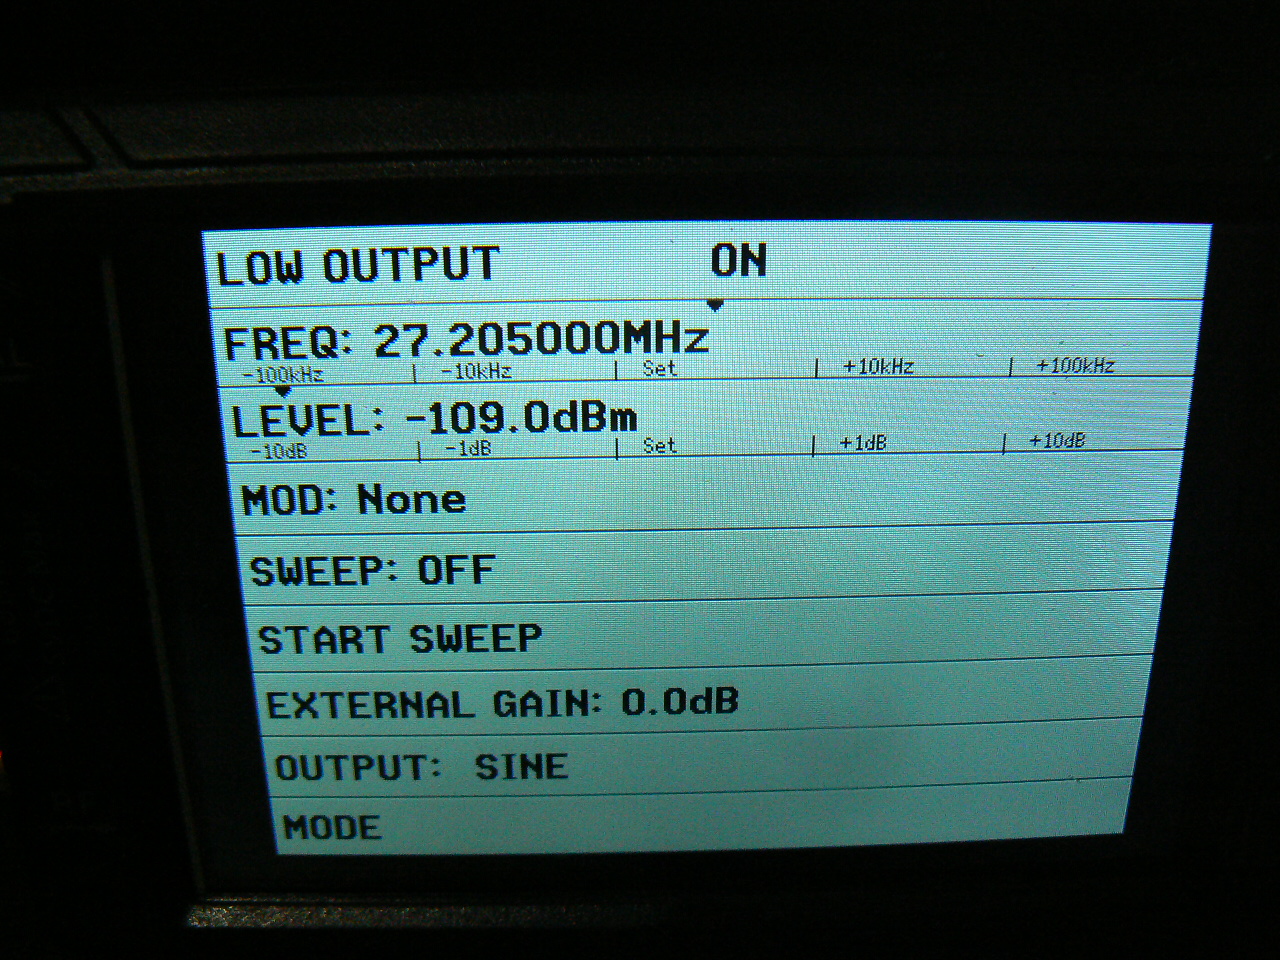 LOW OUTPUT ON
FREQ: 27.205000MHz
-100kHz | -10kHz | Set | +10kHz | +100kHz
LEVEL: -109.0dBm
-10dB | -1dB | Set | +1dB | +10dB
MOD: None
SWEEP: OFF
START SWEEP
EXTERNAL GAIN: 0.0dB
OUTPUT: SINE
MODE